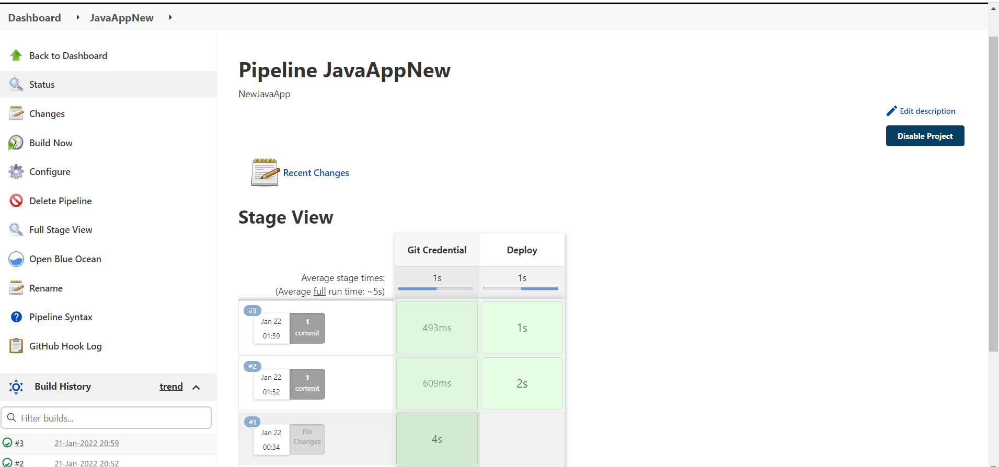 Dashboard
JavaAppNew
Back to Dashboard
Status
Changes
Build Now
Configure
Delete Pipeline
Full Stage View
Open Blue Ocean
Rename
Pipeline Syntax
GitHub Hook Log
Build History
trend
Filter builds...
#3
21-Jan-2022 20:59
#2
21-Jan-2022 20:52
Pipeline JavaAppNew
NewJavaApp
Edit description
Disable Project
Recent Changes
Stage View
Git Credential
Deploy
Average stage times:
(Average full run time: ~5s)
1s
1s
#3
Jan 22
01:59
1
commit
493ms
1s
#2
Jan 22
01:52
1
commit
609ms
2s
#1
Jan 22
00:34
No
Changes
4s